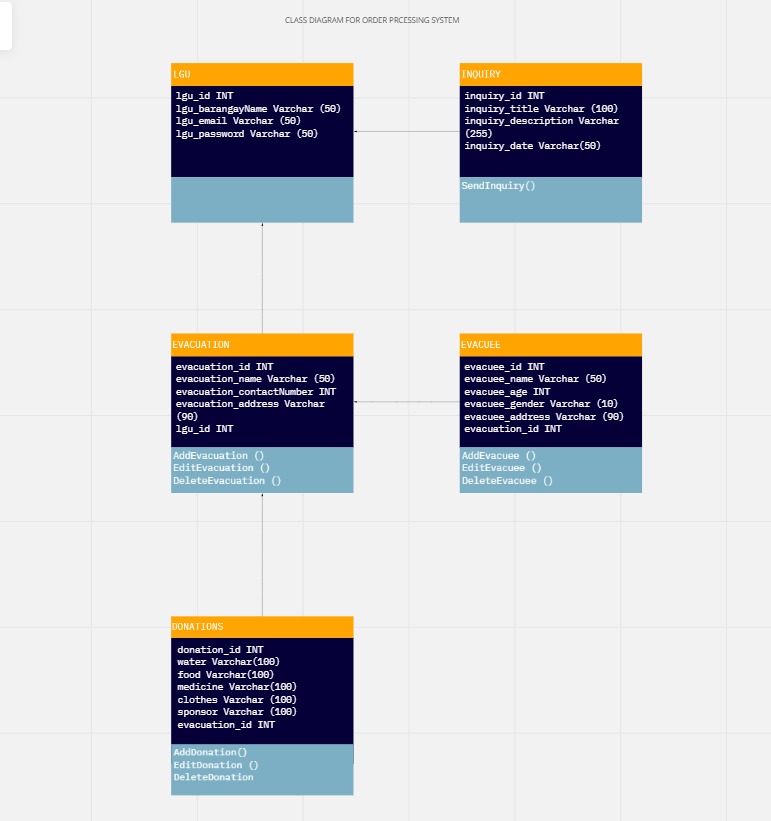 CLASS DIAGRAM FOR ORDER PRCESSING SYSTEM
LGU
lgu_id INT
lgu_barangayName Varchar (50)
lgu_email Varchar (50)
lgu_password Varchar (50)
INQUIRY
inquiry_id INT
inquiry_title Varchar (100)
inquiry_description Varchar
(255)
inquiry_date Varchar(50)
SendInquiry()
EVACUATION
evacuation_id INT
evacuation_name Varchar (50)
evacuation_contactNumber INT
evacuation_address Varchar
(90)
lgu_id INT
AddEvacuation ()
EditEvacuation ()
DeleteEvacuation ()
EVACUEE
evacuee_id INT
evacuee_name Varchar (50)
evacuee_age INT
evacuee_gender Varchar (10)
evacuee_address Varchar (90)
evacuation_id INT
AddEvacuee ()
EditEvacuee ()
DeleteEvacuee ()
DONATIONS
donation_id INT
water Varchar(100)
food Varchar(100)
medicine Varchar(100)
clothes Varchar (100)
sponsor Varchar (100)
evacuation_id INT
AddDonation()
EditDonation ()
DeleteDonation